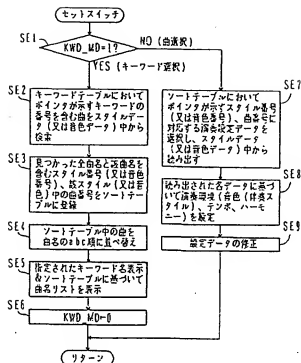 セットスイッチ
SE1
KWD_MD=1?
NO (曲選択)
YES (キーワード選択)
SE2
キーワードテーブルにおいて
ポインタが示すキーワードの
番号を含む曲をスタイルデー
タ(又は音色データ)中から
検索
SE3
見つかった全曲名と該曲名を
含むスタイル番号(又は音色
番号)、該スタイル(又は音
色)中の曲番号をソートテー
ブルに登録
SE4
ソートテーブル中の曲を
曲名のabc順に並べ替え
SE5
指定されたキーワード名表示
&ソートテーブルに基づいて
曲名リストを表示
SE6
KWD_MD←0
リターン
SE7
ソートテーブルにおいて
ポインタが示すスタイル番号
(又は音色番号)、曲番号に
対応する演奏設定データを
選択し、スタイルデータ
(又は音色データ)中から
読み出す
SE8
読み出された各データに基づ
いて演奏環境(音色(伴奏ス
タイル)、テンポ、ハーモ
ニー)を設定
SE9
設定データの修正